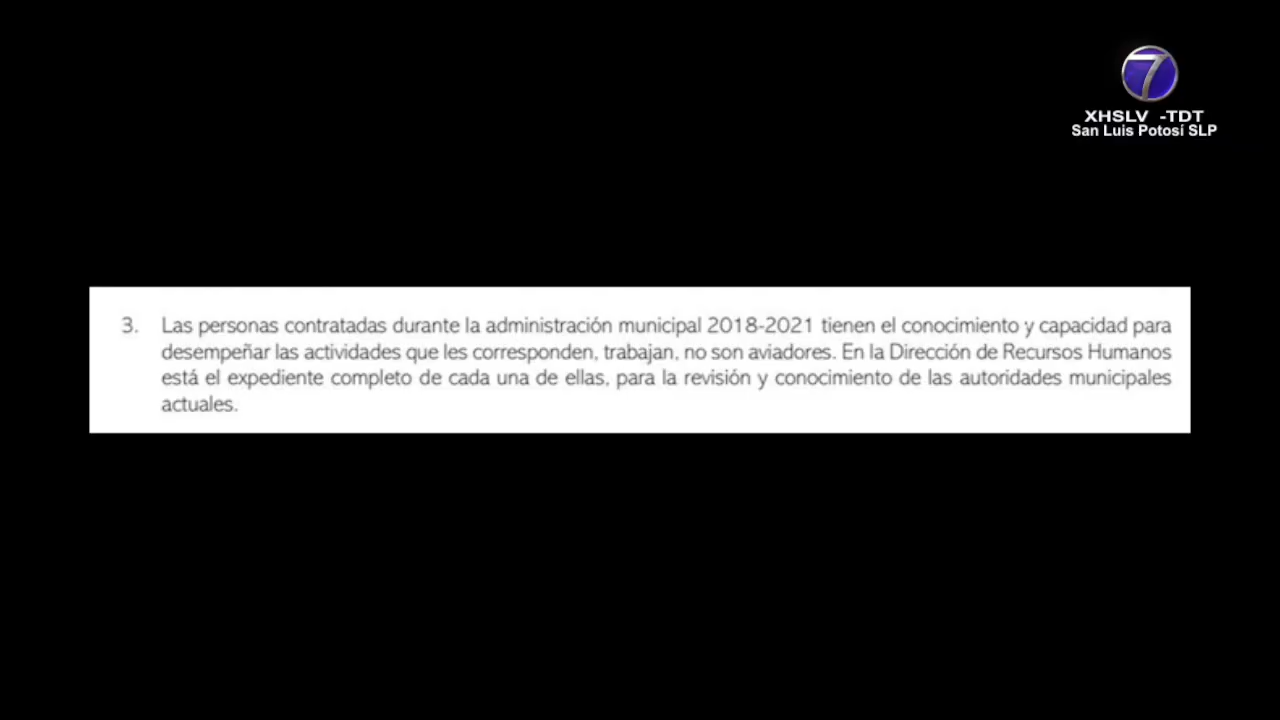 7
XHSLV -TDT
San Luis Potosí SLP
3. Las personas contratadas durante la administración municipal 2018-2021 tienen el conocimiento y capacidad para
desempeñar las actividades que les corresponden, trabajan, no son aviadores. En la Dirección de Recursos Humanos
está el expediente completo de cada una de ellas, para la revisión y conocimiento de las autoridades municipales
actuales.